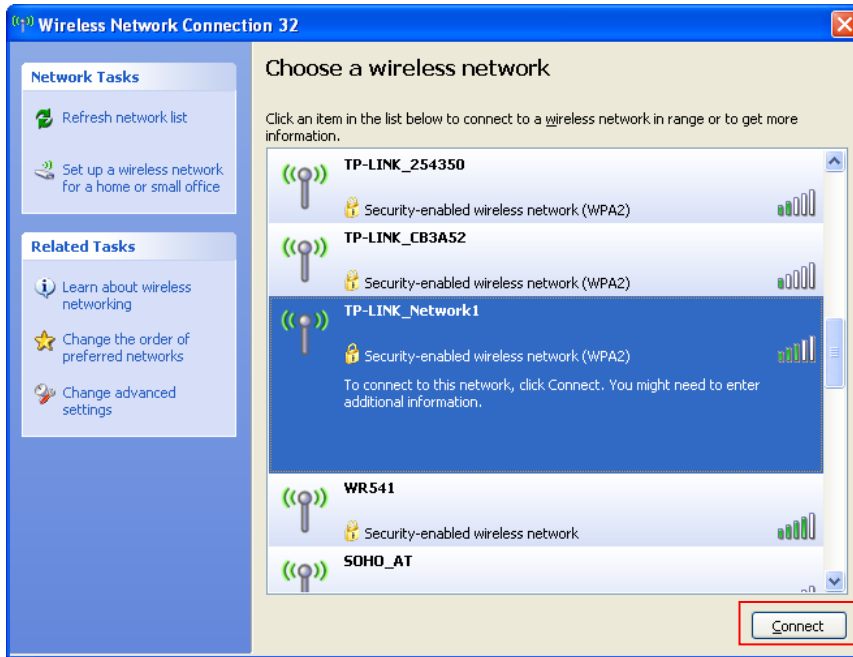 Wireless Network Connection 32
Network Tasks
Refresh network list
Set up a wireless network
for a home or small office
Related Tasks
Learn about wireless
networking
Change the order of
preferred networks
Change advanced
settings
Choose a wireless network
Click an item in the list below to connect to a wireless network in range or to get more
information.
TP-LINK_254350
Security-enabled wireless network (WPA2)
TP-LINK_CB3A52
Security-enabled wireless network (WPA2)
TP-LINK_Network1
Security-enabled wireless network (WPA2)
To connect to this network, click Connect. You might need to enter
additional information.
WR541
Security-enabled wireless network
SOHO_AT
Connect